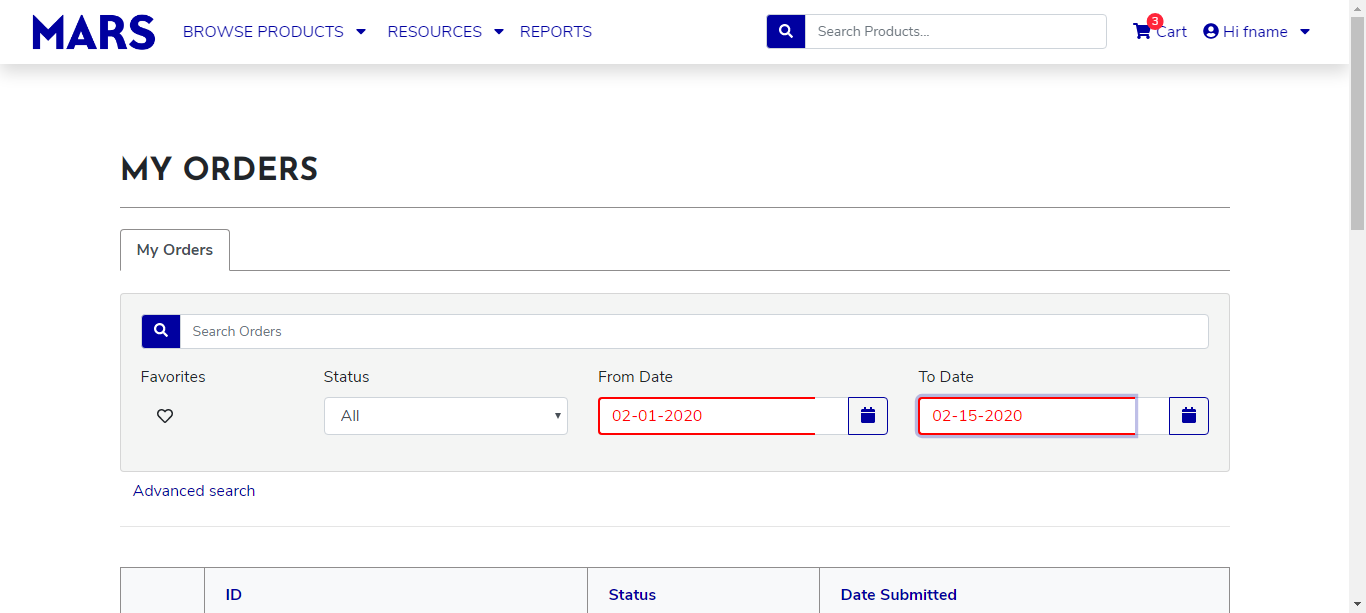 MARS BROWSE PRODUCTS RESOURCES REPORTS Search Products... 3 Cart Hi fname
MY ORDERS
My Orders
Search Orders
Favorites Status From Date To Date
All 02-01-2020 02-15-2020
Advanced search
ID Status Date Submitted